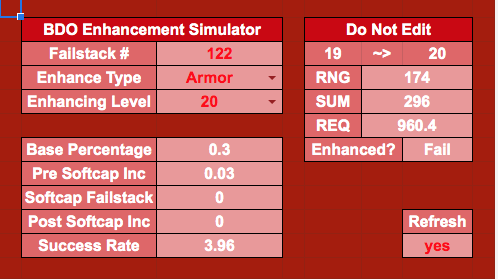 BDO Enhancement Simulator
Failstack # 122
Enhance Type Armor
Enhancing Level 20
Base Percentage 0.3
Pre Softcap Inc 0.03
Softcap Failstack 0
Post Softcap Inc 0
Success Rate 3.96
Do Not Edit
19 ~> 20
RNG 174
SUM 296
REQ 960.4
Enhanced? Fail
Refresh
yes